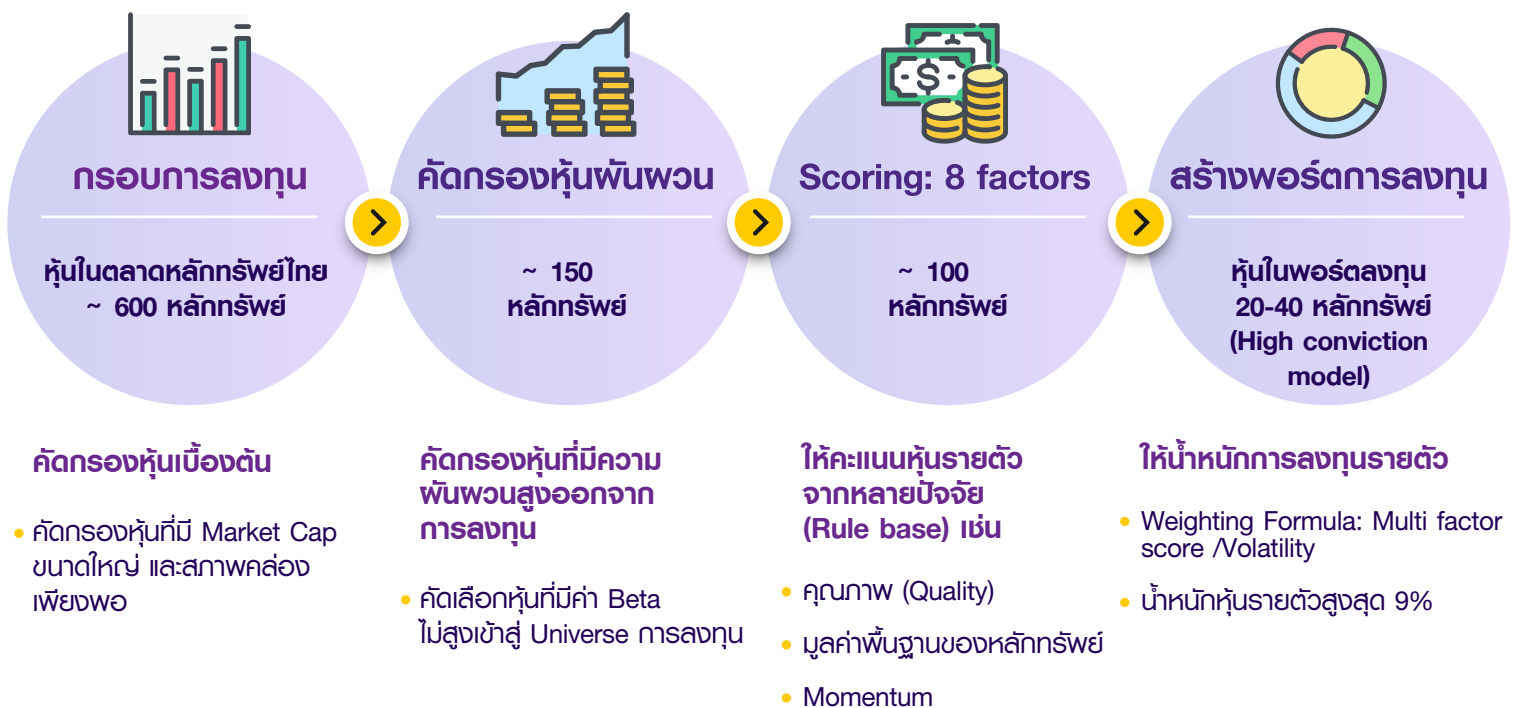 กรอบการลงทุน
หุ้นในตลาดหลักทรัพย์ไทย
~ 600 หลักทรัพย์
คัดกรองหุ้นผันผวน
~ 150
หลักทรัพย์
Scoring: 8 factors
~ 100
หลักทรัพย์
สร้างพอร์ตการลงทุน
หุ้นในพอร์ตลงทุน
20-40 หลักทรัพย์
(High conviction
model)
คัดกรองหุ้นเบื้องต้น
• คัดกรองหุ้นที่มี Market Cap
ขนาดใหญ่ และสภาพคล่อง
เพียงพอ
คัดกรองหุ้นที่มีความ
ผันผวนสูงออกจาก
การลงทุน
• คัดเลือกหุ้นที่มีค่า Beta
ไม่สูงเข้าสู่ Universe การลงทุน
ให้คะแนนหุ้นรายตัว
จากหลายปัจจัย
(Rule base) เช่น
• คุณภาพ (Quality)
• มูลค่าพื้นฐานของหลักทรัพย์
• Momentum
ให้น้ำหนักการลงทุนรายตัว
• Weighting Formula: Multi factor
score /Volatility
• น้ำหนักหุ้นรายตัวสูงสุด 9%